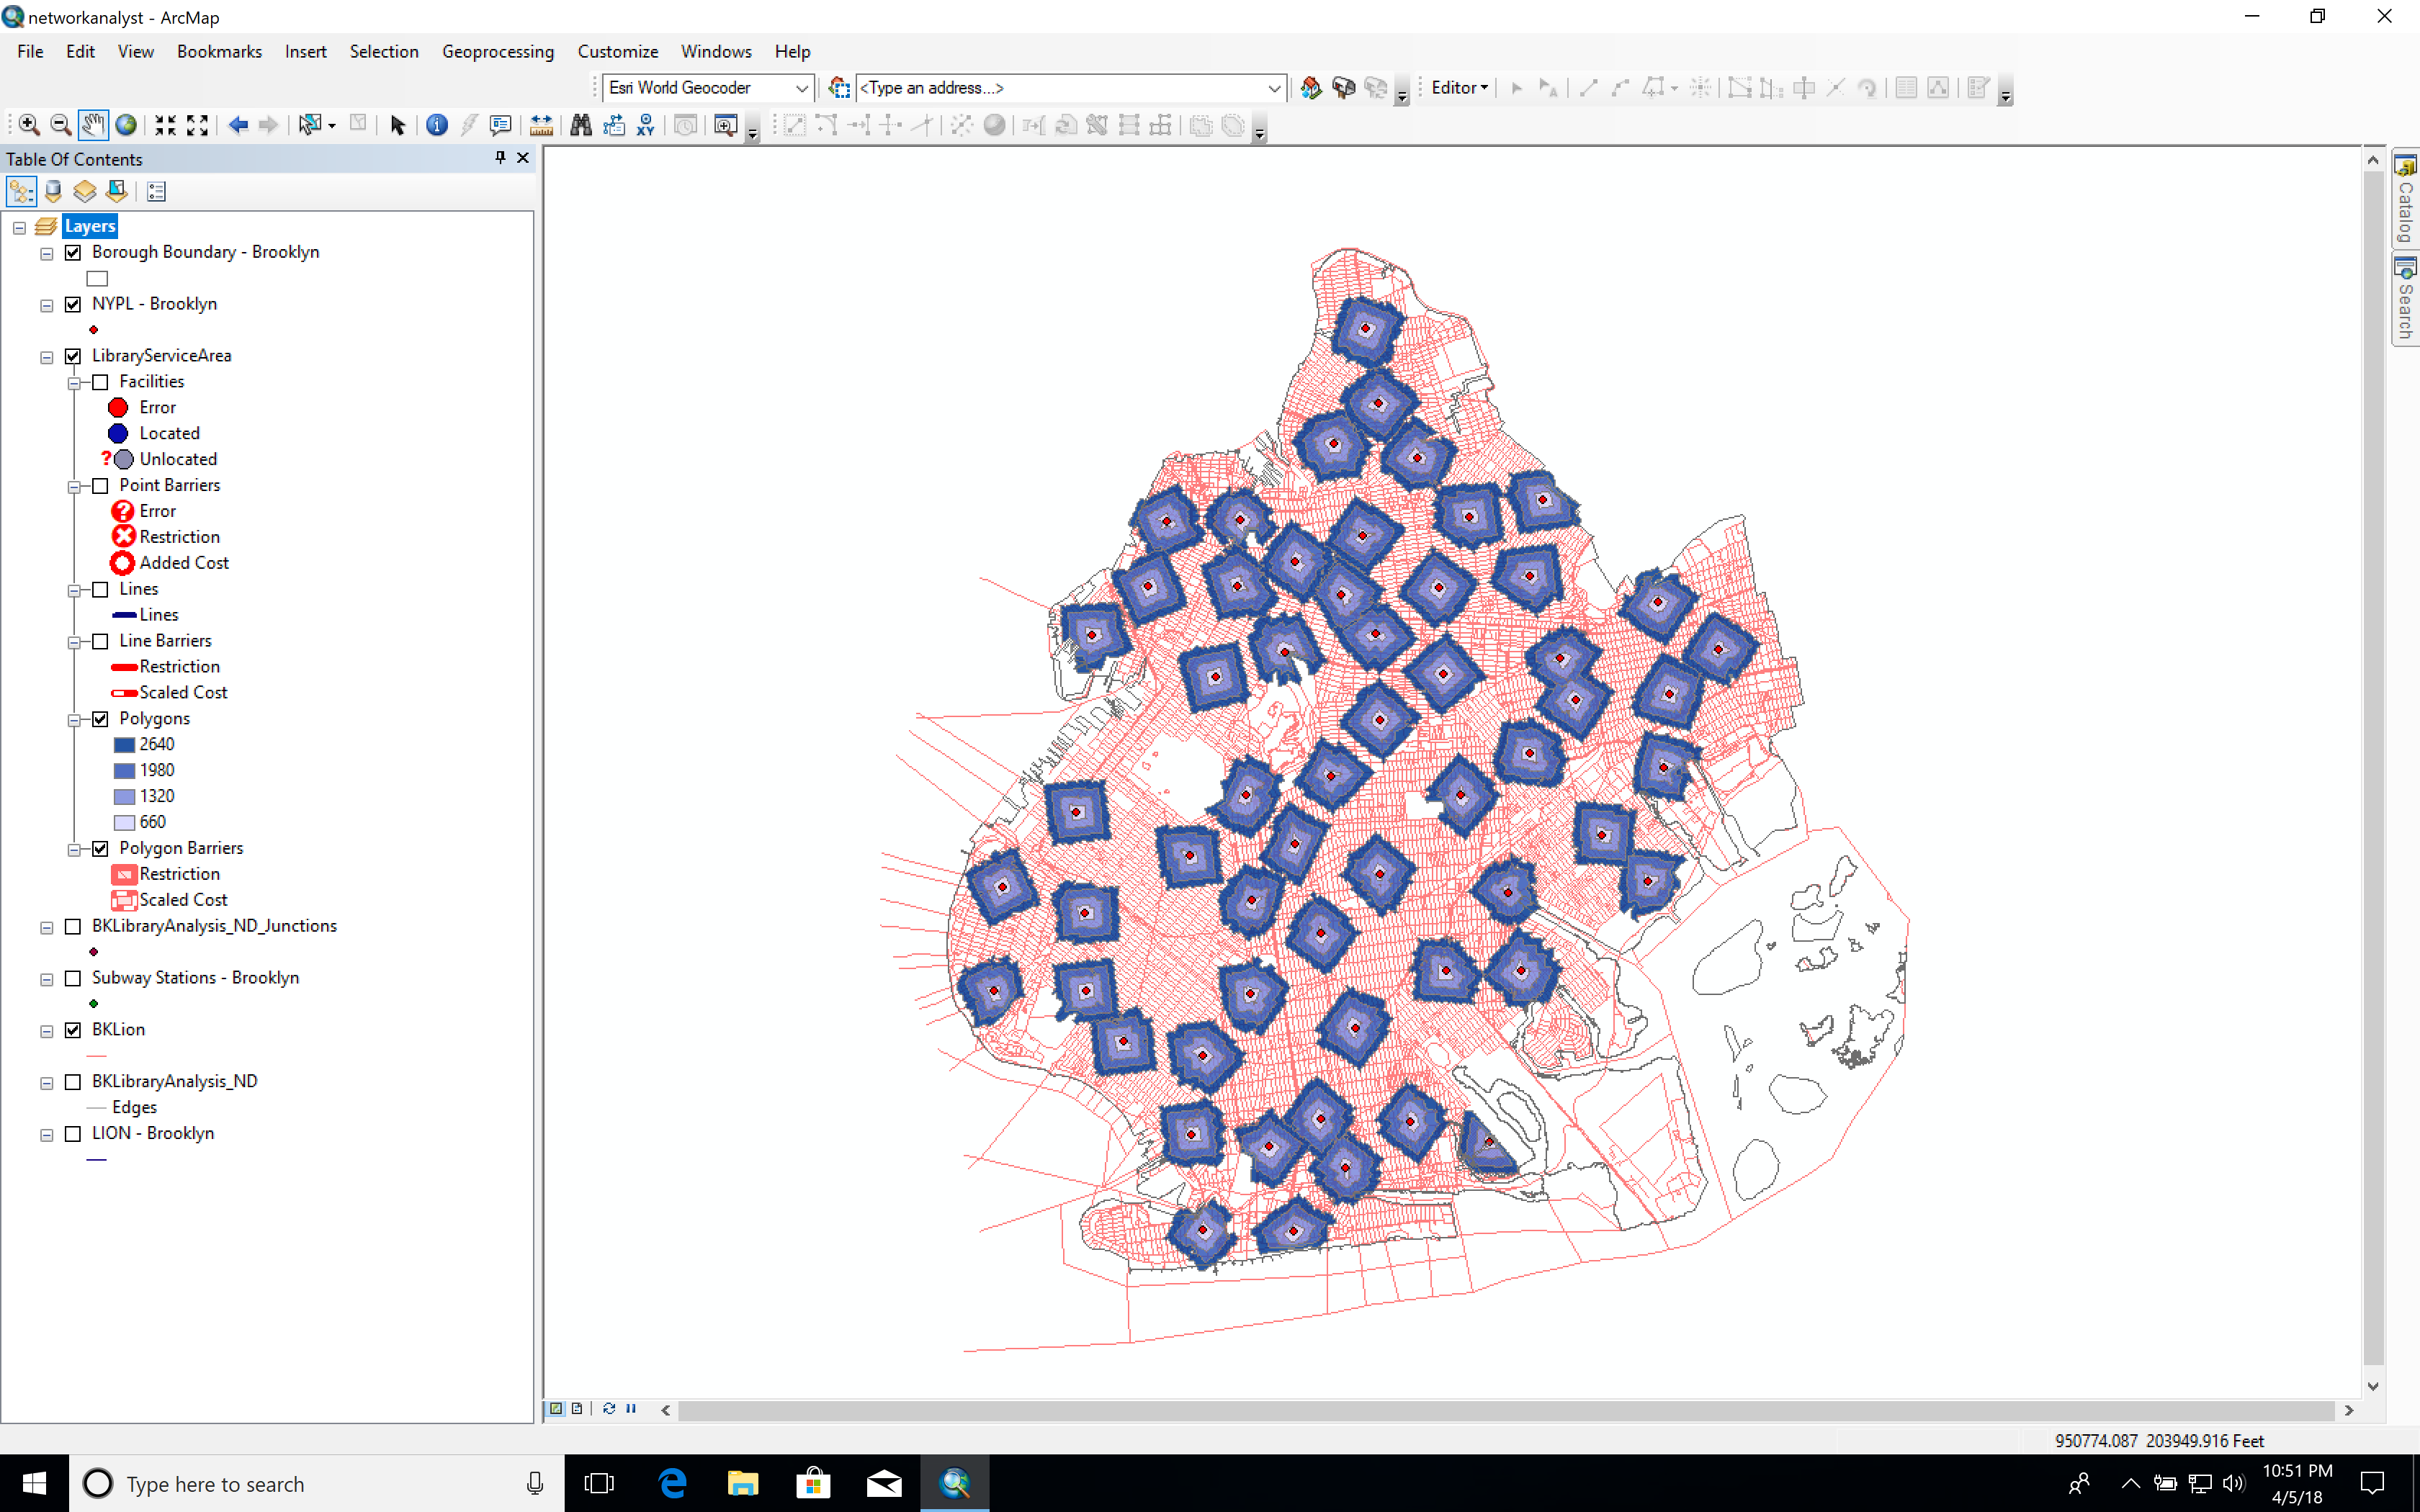 networkanalyst - ArcMap
File Edit View Bookmarks Insert Selection Geoprocessing Customize Windows Help
Esri World Geocoder <Type an address...> Editor
XY
Table Of Contents
Layers
Borough Boundary - Brooklyn
NYPL - Brooklyn
LibraryServiceArea
Facilities
Error
Located
? Unlocated
Point Barriers
? Error
Restriction
Added Cost
Lines
Lines
Line Barriers
Restriction
Scaled Cost
Polygons
2640
1980
1320
660
Polygon Barriers
Restriction
Scaled Cost
BKLibraryAnalysis_ND_Junctions
Subway Stations - Brooklyn
BKLion
BKLibraryAnalysis_ND
Edges
LION - Brooklyn
Catalog
Search
950774.087 203949.916 Feet
Type here to search
10:51 PM
4/5/18